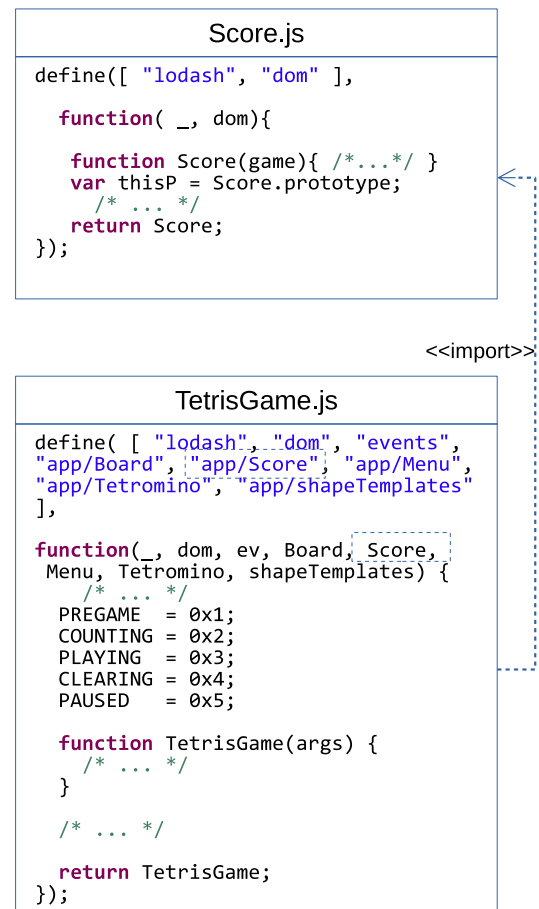 Score.js
define([ "lodash", "dom" ],
function( _, dom){
function Score(game){ /*...*/ }
var thisP = Score.prototype;
/* ... */
return Score;
});
<<import>>
TetrisGame.js
define( [ "lodash", "dom", "events",
"app/Board", "app/Score", "app/Menu",
"app/Tetromino", "app/shapeTemplates"
],
function(_, dom, ev, Board, Score,
Menu, Tetromino, shapeTemplates) {
/* ... */
PREGAME = 0x1;
COUNTING = 0x2;
PLAYING = 0x3;
CLEARING = 0x4;
PAUSED = 0x5;
function TetrisGame(args) {
/* ... */
}
/* ... */
return TetrisGame;
});